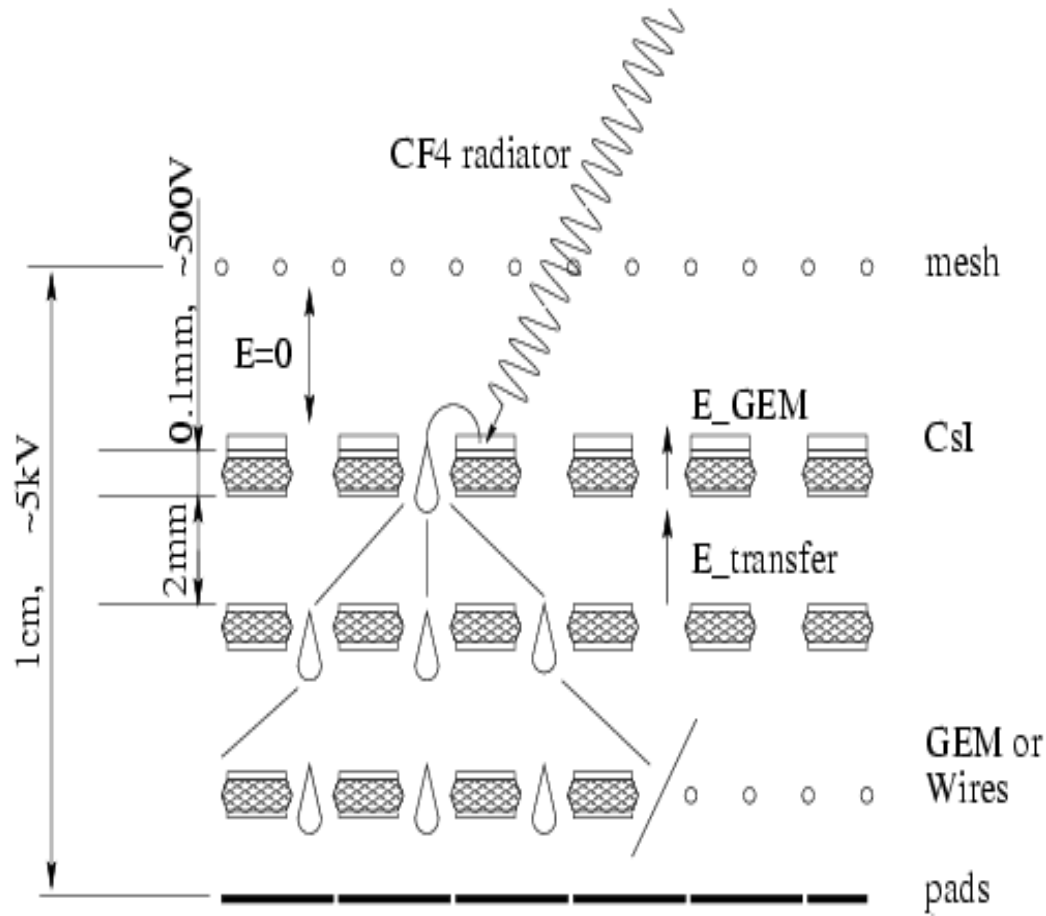 CF4 radiator
mesh
0.1mm, ~500V
E=0
E_GEM
CsI
1cm, ~5kV
2mm
E_transfer
GEM or
Wires
pads